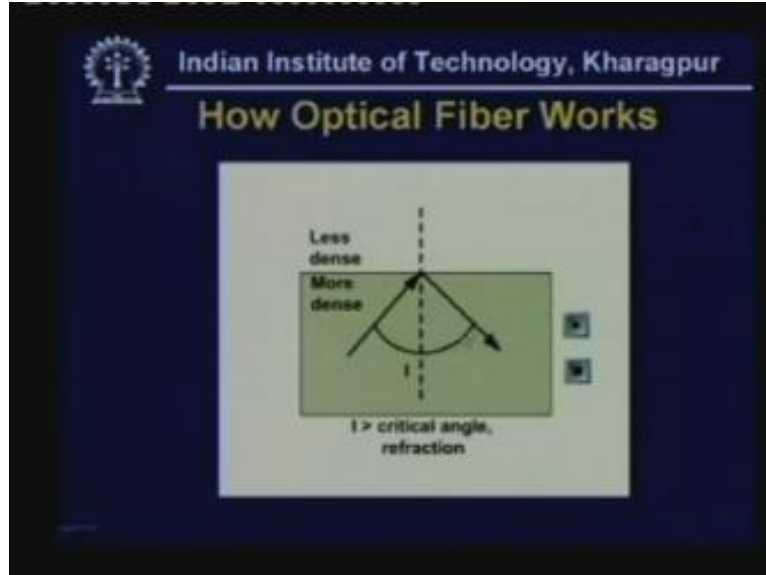 Indian Institute of Technology, Kharagpur
How Optical Fiber Works
Less
dense
More
dense
I
I > critical angle,
refraction